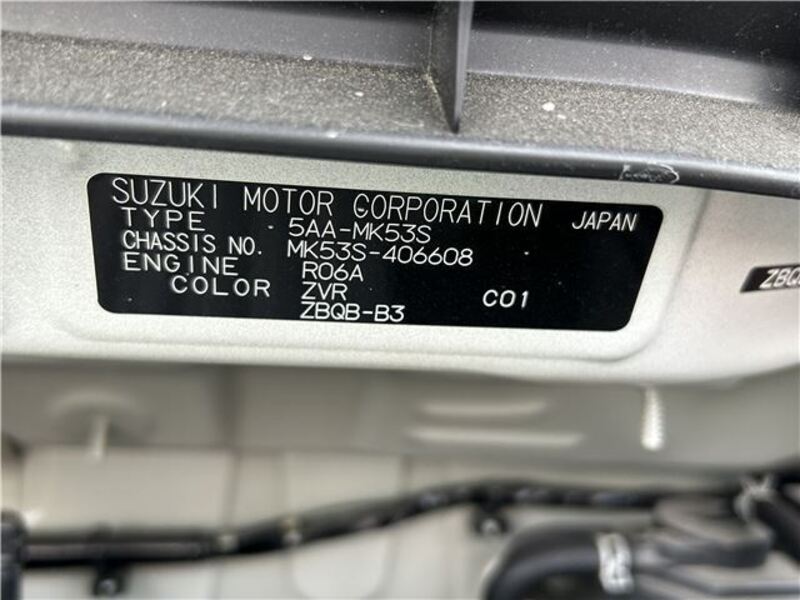 SUZUKI MOTOR CORPORATION JAPAN
TYPE 5AA-MK53S
CHASSIS NO. MK53S-406608
ENGINE R06A
COLOR ZVR C01
ZBQB-B3